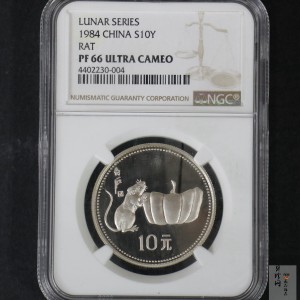 LUNAR SERIES
1984 CHINA S10Y
RAT
PF 66 ULTRA CAMEO
4402230-004
NUMISMATIC GUARANTY CORPORATION
NGC
10元